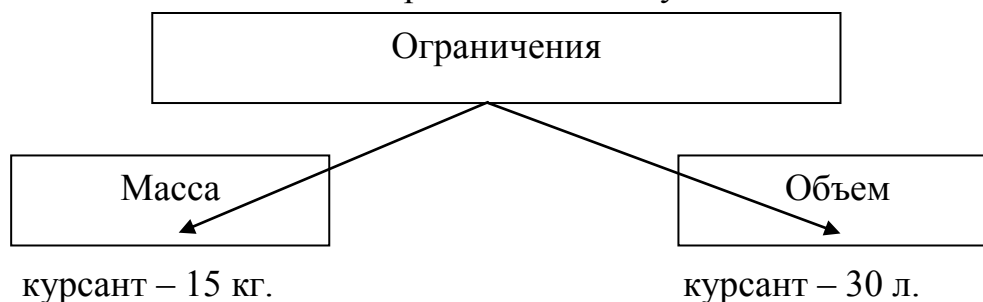 Ограничения
Масса
Объем
курсант – 15 кг.
курсант – 30 л.